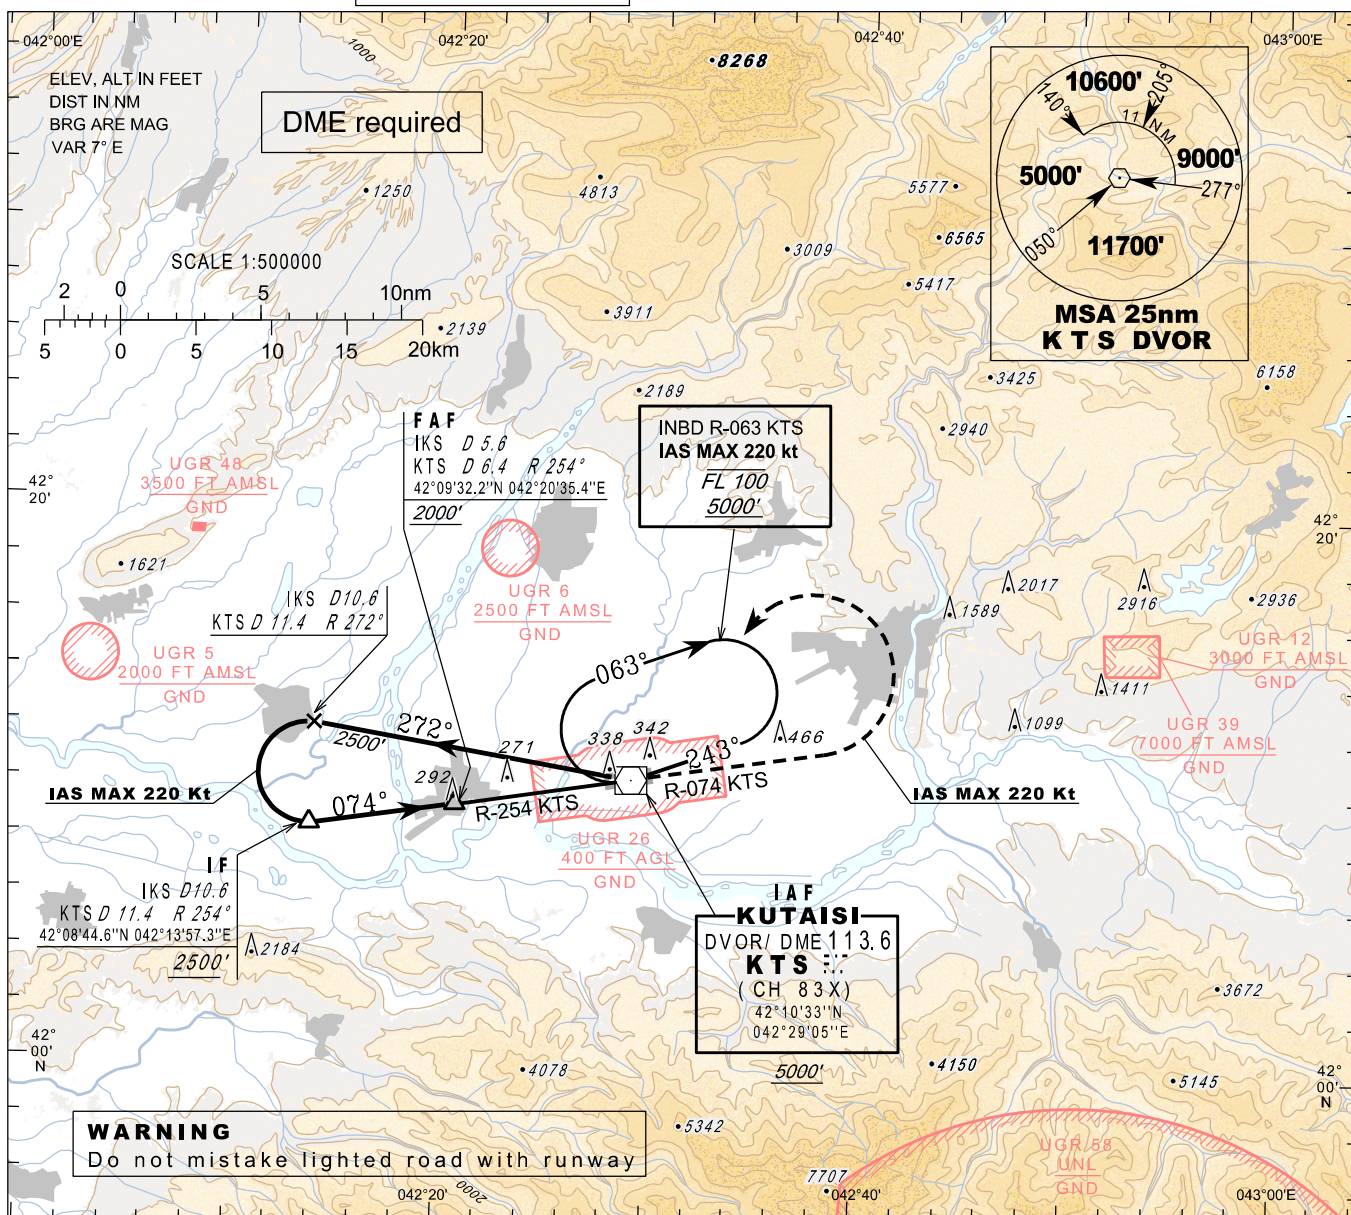 042°00'E
042°20'
042°40'
043°00'E
1000
8268
ELEV, ALT IN FEET
DIST IN NM
BRG ARE MAG
VAR 7° E
DME required
10600'
140°
205°
11 NM
9000'
5000'
277°
050°
11700'
MSA 25nm
KTS DVOR
1250
4813
5577
6565
3009
5417
SCALE 1:500000
2 0 5 10nm
5 0 5 10 15 20km
2139
3911
2189
3425
6158
2940
FAF
IKS D 5.6
KTS D 6.4 R 254°
42°09'32.2"N 042°20'35.4"E
2000'
INBD R-063 KTS
IAS MAX 220 kt
FL 100
5000'
UGR 48
3500 FT AMSL
GND
42°
20'
42°
20'
1621
UGR 6
2500 FT AMSL
GND
IKS D10.6
KTS D 11.4 R 272°
UGR 5
2000 FT AMSL
GND
2017
1589
2916
2936
UGR 12
3000 FT AMSL
GND
1411
1099
UGR 39
7000 FT AMSL
GND
063°
272°
2500'
271
338
342
466
243°
292
074°
R-254 KTS
R-074 KTS
IAS MAX 220 Kt
IAS MAX 220 Kt
UGR 26
400 FT AGL
GND
IF
IKS D10.6
KTS D 11.4 R 254°
42°08'44.6"N 042°13'57.3"E
2500'
2184
IAF
KUTAISI
DVOR/ DME 113.6
KTS
(CH 83X)
42°10'33"N
042°29'05"E
5000'
3672
42°
00'
N
42°
00'
N
4078
4150
5145
5342
7707
WARNING
Do not mistake lighted road with runway
UGR 58
UNL
GND
042°20'
2000
042°40'
043°00'E